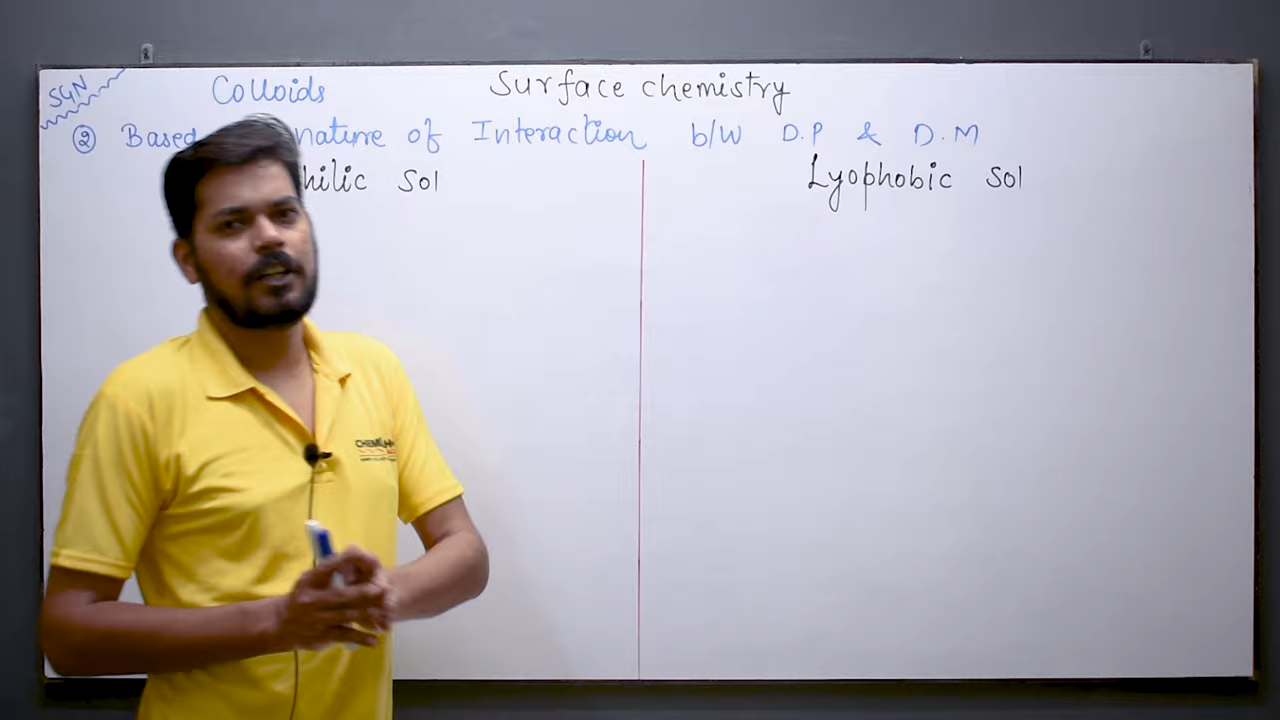 SGN
Colloids Surface chemistry
② Based nature of Interaction b/w D.P & D.M
hilic Sol Lyophobic Sol